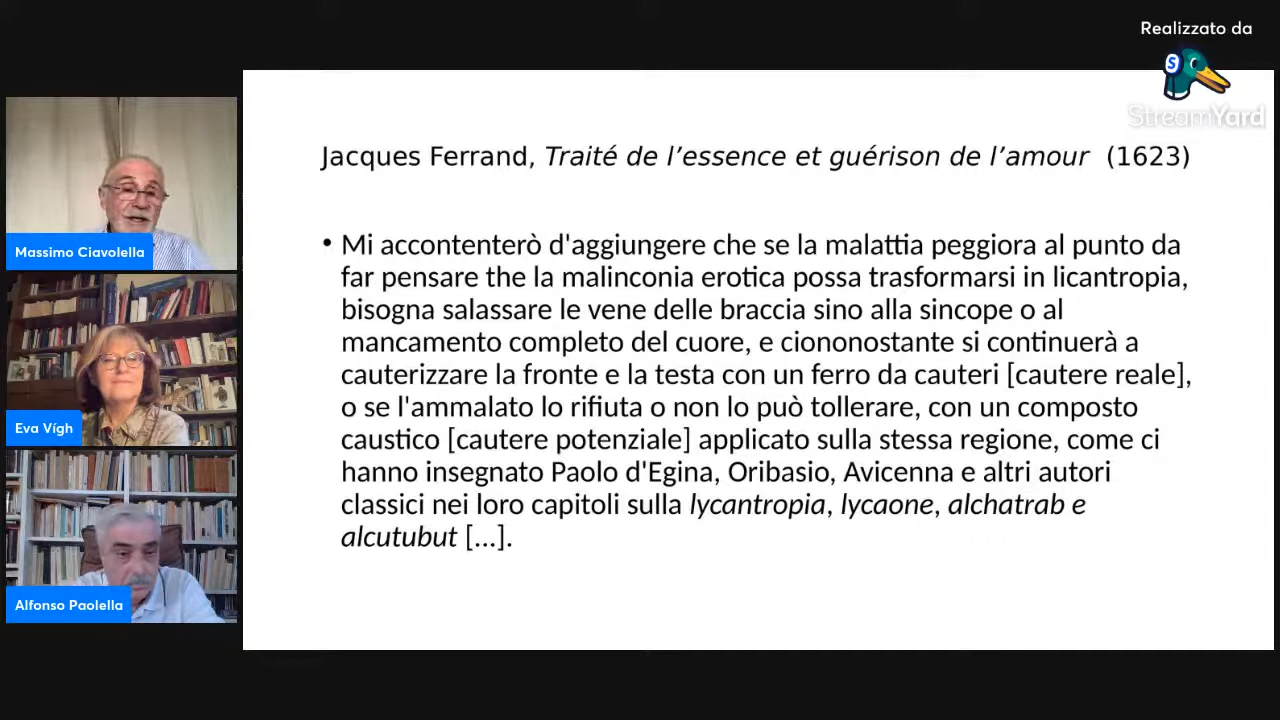 Realizzato da
StreamYard
Massimo Ciavolella
Eva Vígh
Alfonso Paolella
Jacques Ferrand, Traité de l’essence et guérison de l’amour (1623)
• Mi accontenterò d'aggiungere che se la malattia peggiora al punto da
far pensare the la malinconia erotica possa trasformarsi in licantropia,
bisogna salassare le vene delle braccia sino alla sincope o al
mancamento completo del cuore, e ciononostante si continuerà a
cauterizzare la fronte e la testa con un ferro da cauteri [cautere reale],
o se l'ammalato lo rifiuta o non lo può tollerare, con un composto
caustico [cautere potenziale] applicato sulla stessa regione, come ci
hanno insegnato Paolo d'Egina, Oribasio, Avicenna e altri autori
classici nei loro capitoli sulla lycantropia, lycaone, alchatrab e
alcutubut [...].